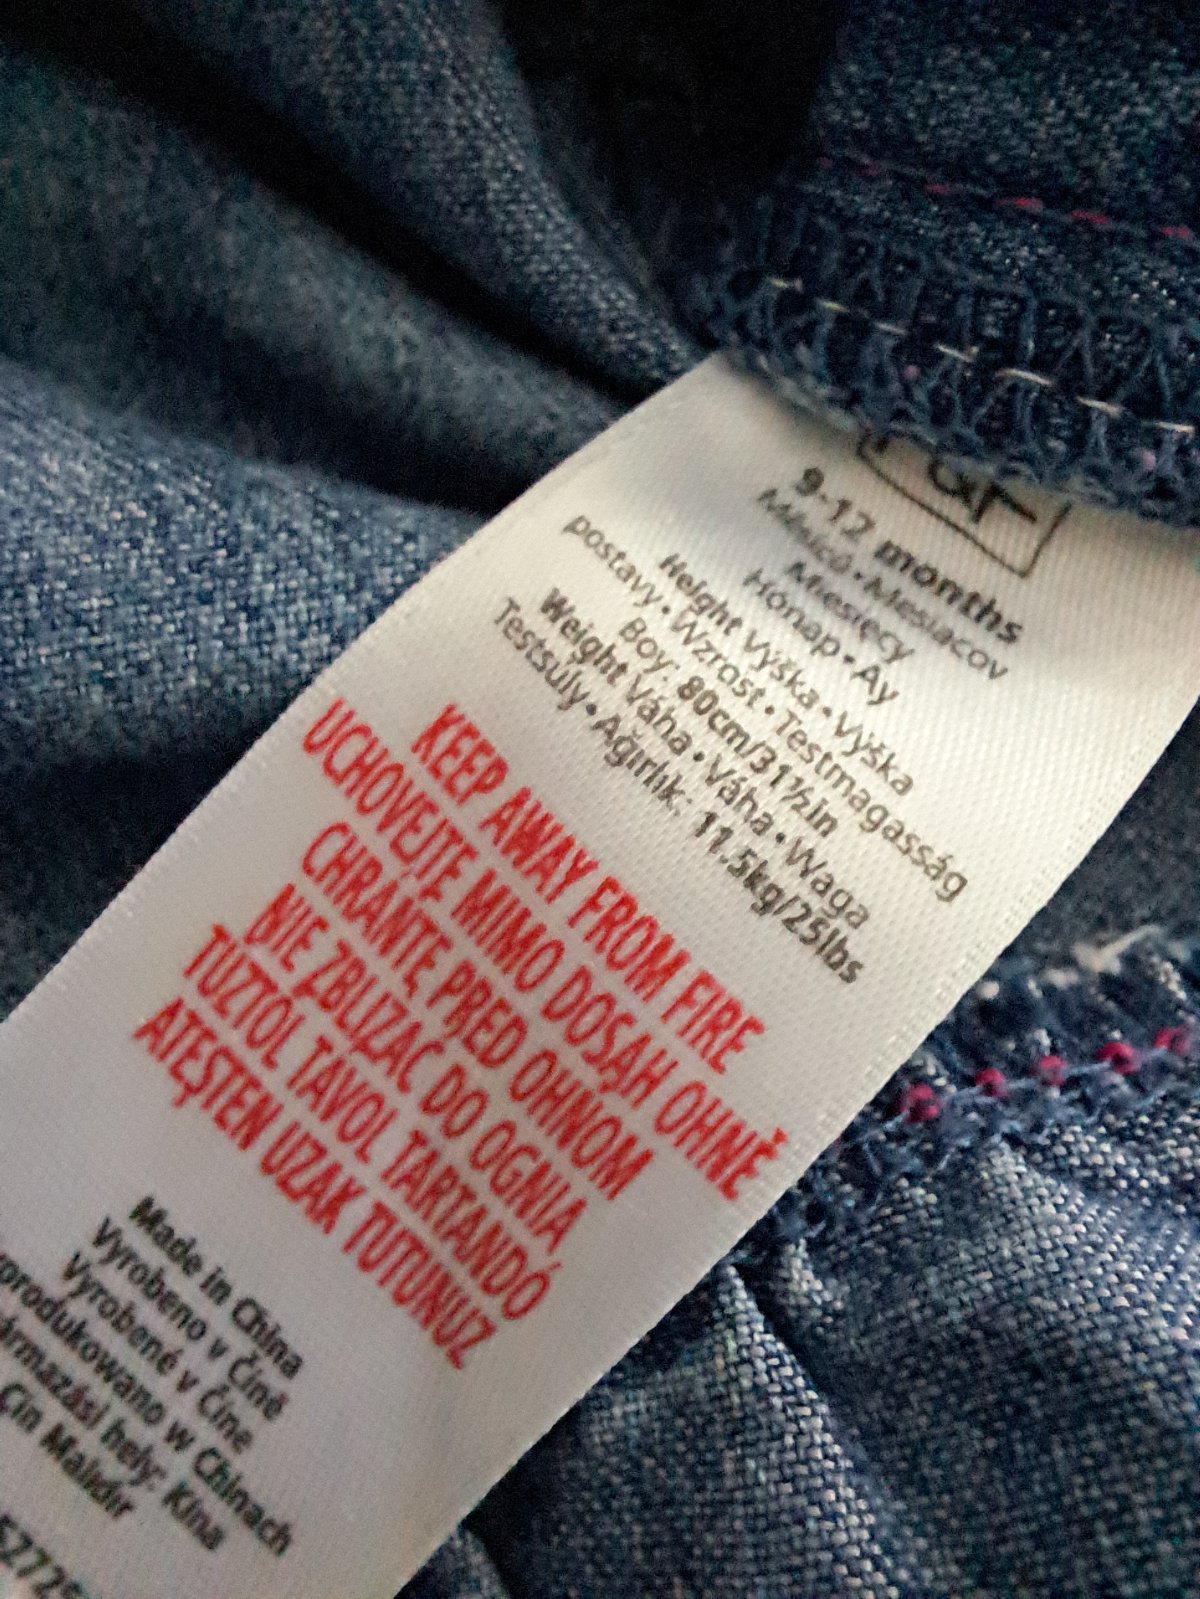 F&F
9-12 months
Měsíců • Mesiacov
Miesięcy
Hónap • Ay
Height Výška • Výška
postavy • Wzrost • Testmagasság
Boy: 80cm/31½in
Weight Váha • Váha • Waga
Testsúly • Ağırlık: 11.5kg/25lbs
KEEP AWAY FROM FIRE
UCHOVEJTE MIMO DOSAH OHNĚ
CHRÁŇTE PRED OHŇOM
NIE ZBLIŻAĆ DO OGNIA
TŰZTŐL TÁVOL TARTANDÓ
ATEŞTEN UZAK TUTUNUZ
Made in China
Vyrobeno v Číně
Vyrobené v Číne
produkowano w Chinach
ármazási hely: Kína
Çin Malıdır